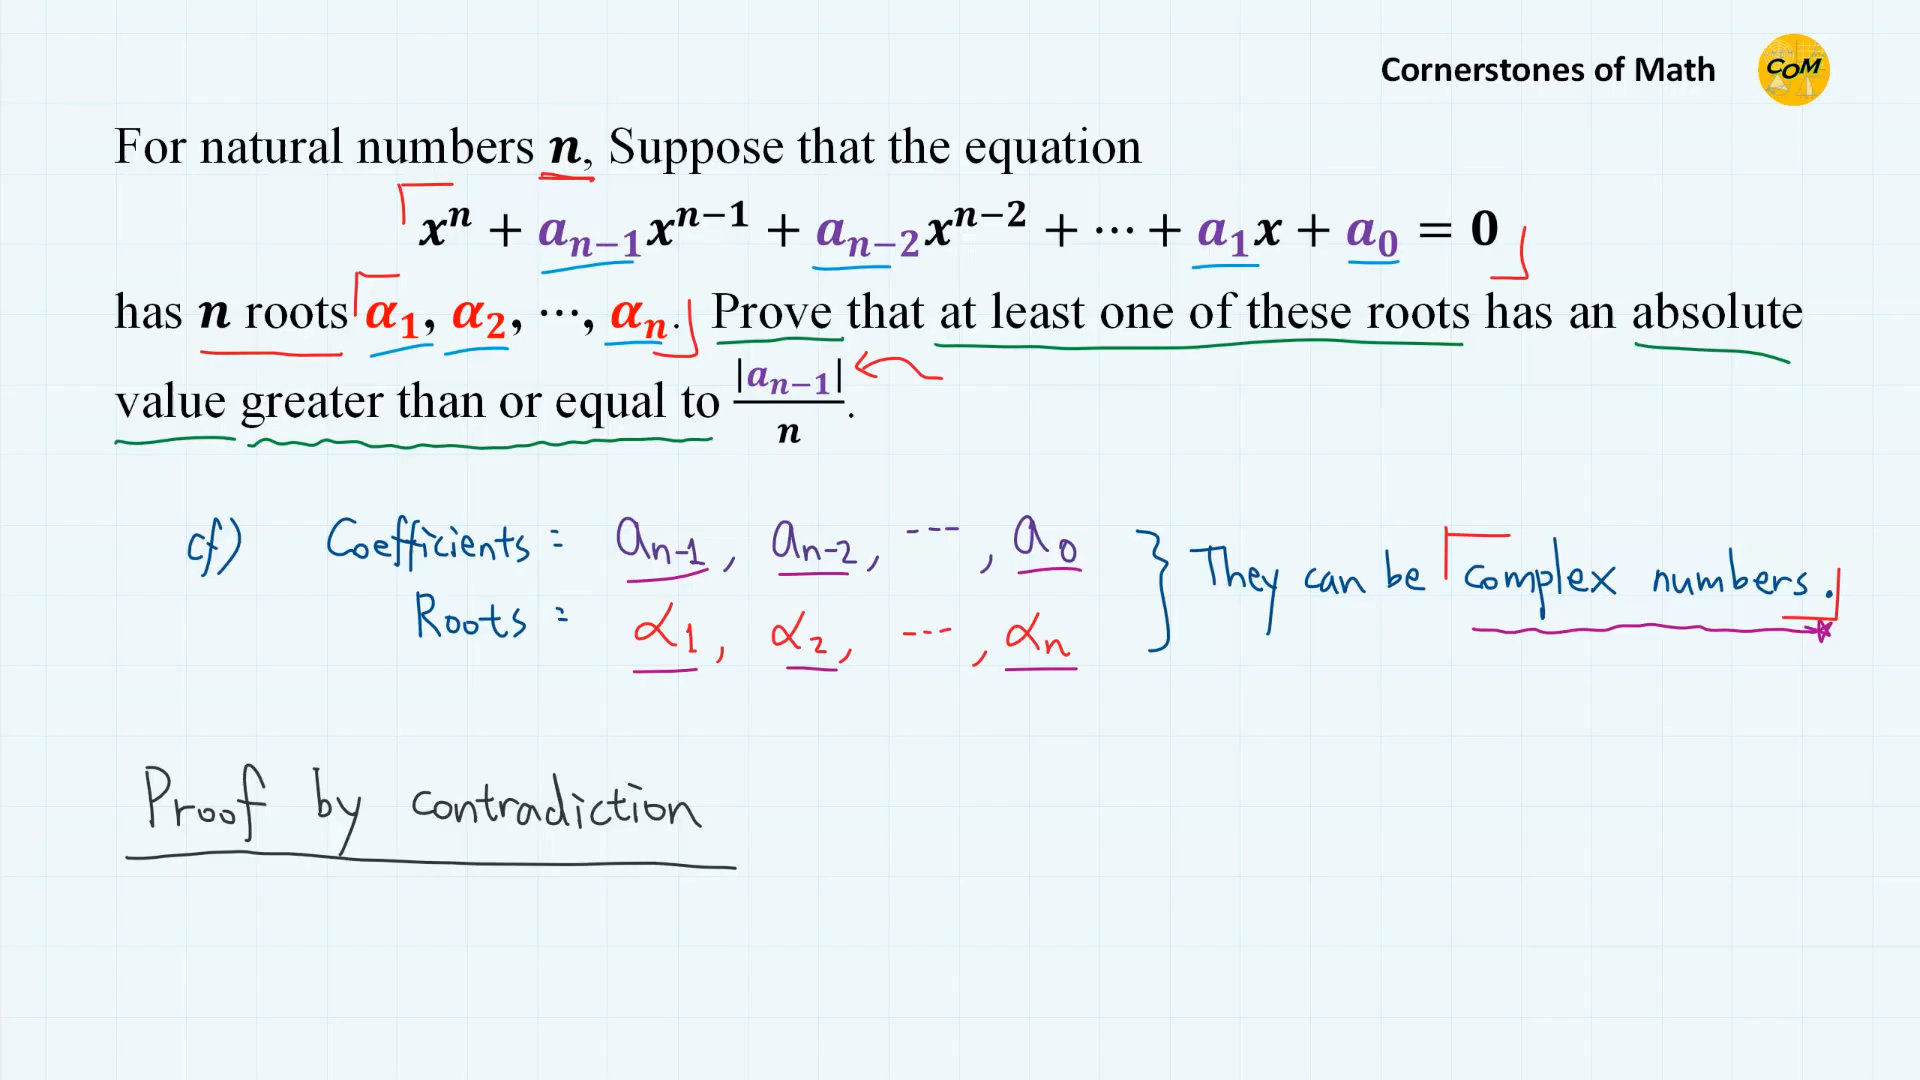 Cornerstones of Math
COM
For natural numbers n, Suppose that the equation
xⁿ + aₙ₋₁xⁿ⁻¹ + aₙ₋₂xⁿ⁻² + ⋯ + a₁x + a₀ = 0
has n roots α₁, α₂, ⋯, αₙ. Prove that at least one of these roots has an absolute
value greater than or equal to |aₙ₋₁|/n.
cf) Coefficients = aₙ₋₁, aₙ₋₂, ⋯, a₀ } They can be complex numbers.
Roots = α₁, α₂, ⋯, αₙ
Proof by contradiction